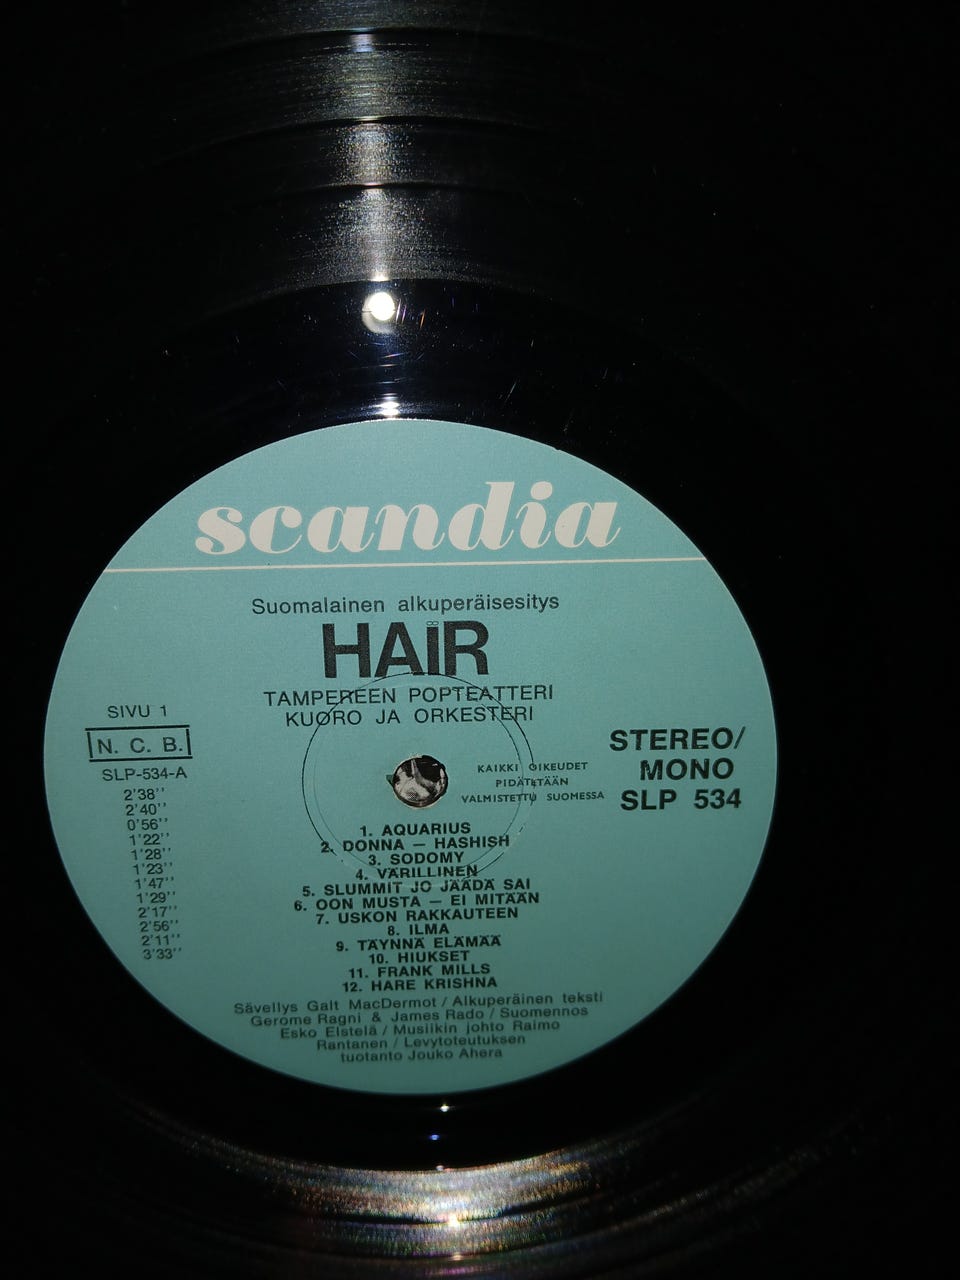 scandia
Suomalainen alkuperäisesitys
HAIR
TAMPEREEN POPTEATTERI
KUORO JA ORKESTERI
SIVU 1
N. C. B.
SLP-534-A
2'38''
2'40''
0'56''
1'22''
1'28''
1'23''
1'47''
1'29''
2'17''
2'56''
2'11''
3'33''
KAIKKI OIKEUDET
PIDÄTETÄÄN
VALMISTETTU SUOMESSA
STEREO/
MONO
SLP 534
1. AQUARIUS
2. DONNA — HASHISH
3. SODOMY
4. VÄRILLINEN
5. SLUMMIT JO JÄÄDÄ SAI
6. OON MUSTA — EI MITÄÄN
7. USKON RAKKAUTEEN
8. ILMA
9. TÄYNNÄ ELÄMÄÄ
10. HIUKSET
11. FRANK MILLS
12. HARE KRISHNA
Sävellys Galt MacDermot / Alkuperäinen teksti
Gerome Ragni & James Rado / Suomennos
Esko Elstelä / Musiikin johto Raimo
Rantanen / Levytoteutuksen
tuotanto Jouko Ahera